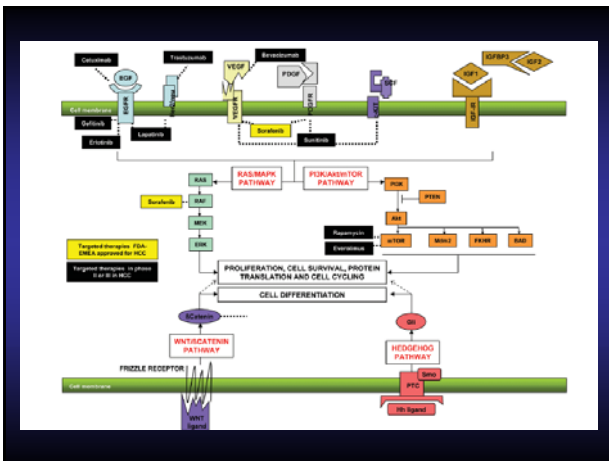 Cetuximab
Trastuzumab
Bevacizumab
VEGF
PDGF
EGF
SCF
IGF1
IGFBP3
IGF2
Cell membrane
EGFR
VEGFR
IGF-IR
Gefitinib
Erlotinib
Lapatinib
Sorafenib
Sunitinib
RAS/MAPK
PATHWAY
PI3K/Akt/mTOR
PATHWAY
RAS
RAF
MEK
ERK
Sorafenib
PI3K
PTEN
Akt
Rapamycin
Everolimus
mTOR
Mdm2
FKHR
BAD
Targeted therapies FDA-
EMEA approved for HCC
Targeted therapies in phase
II or III in HCC
PROLIFERATION, CELL SURVIVAL, PROTEIN
TRANSLATION AND CELL CYCLING
CELL DIFFERENTIATION
ßCatenin
Gli
WNT/ßCATENIN
PATHWAY
HEDGEHOG
PATHWAY
FRIZZLE RECEPTOR
Smo
PTC
Cell membrane
WNT
ligand
Hh ligand